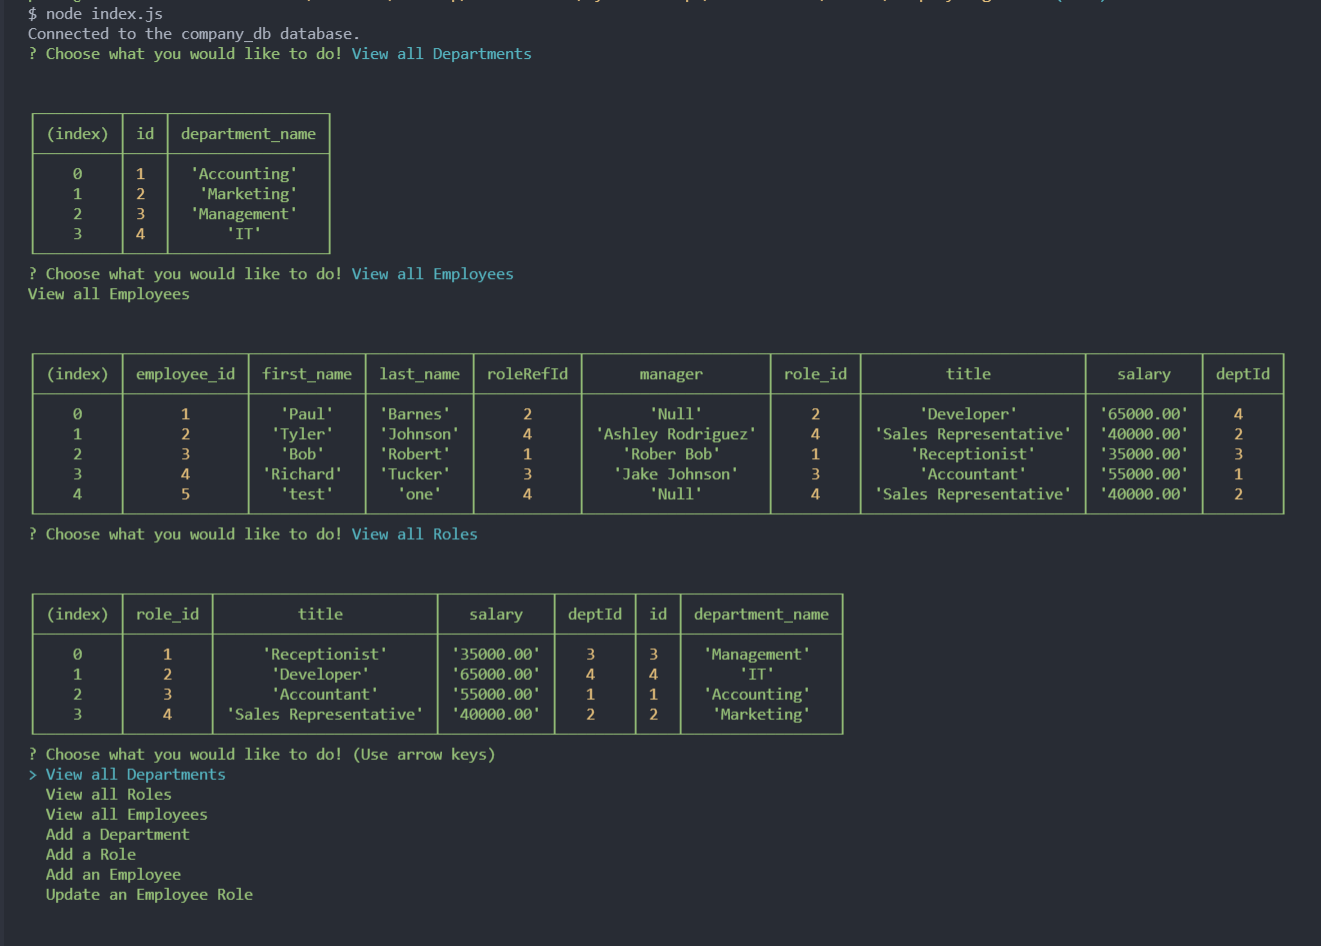 $ node index.js
Connected to the company_db database.
? Choose what you would like to do! View all Departments
(index) id department_name
0 1 'Accounting'
1 2 'Marketing'
2 3 'Management'
3 4 'IT'
? Choose what you would like to do! View all Employees
View all Employees
(index) employee_id first_name last_name roleRefId manager role_id title salary deptId
0 1 'Paul' 'Barnes' 2 'Null' 2 'Developer' '65000.00' 4
1 2 'Tyler' 'Johnson' 4 'Ashley Rodriguez' 4 'Sales Representative' '40000.00' 2
2 3 'Bob' 'Robert' 1 'Rober Bob' 1 'Receptionist' '35000.00' 3
3 4 'Richard' 'Tucker' 3 'Jake Johnson' 3 'Accountant' '55000.00' 1
4 5 'test' 'one' 4 'Null' 4 'Sales Representative' '40000.00' 2
? Choose what you would like to do! View all Roles
(index) role_id title salary deptId id department_name
0 1 'Receptionist' '35000.00' 3 3 'Management'
1 2 'Developer' '65000.00' 4 4 'IT'
2 3 'Accountant' '55000.00' 1 1 'Accounting'
3 4 'Sales Representative' '40000.00' 2 2 'Marketing'
? Choose what you would like to do! (Use arrow keys)
> View all Departments
View all Roles
View all Employees
Add a Department
Add a Role
Add an Employee
Update an Employee Role